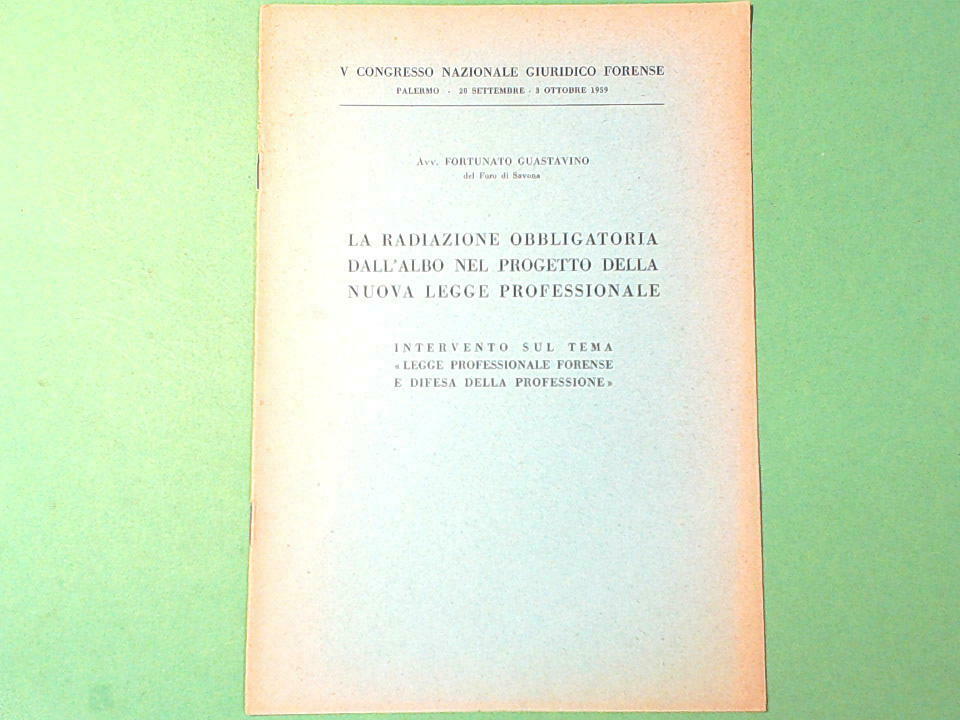 V CONGRESSO NAZIONALE GIURIDICO FORENSE
PALERMO - 28 SETTEMBRE - 3 OTTOBRE 1959
Avv. FORTUNATO GUASTAVINO
del Foro di Savona
LA RADIAZIONE OBBLIGATORIA
DALL'ALBO NEL PROGETTO DELLA
NUOVA LEGGE PROFESSIONALE
INTERVENTO SUL TEMA
«LEGGE PROFESSIONALE FORENSE
E DIFESA DELLA PROFESSIONE»